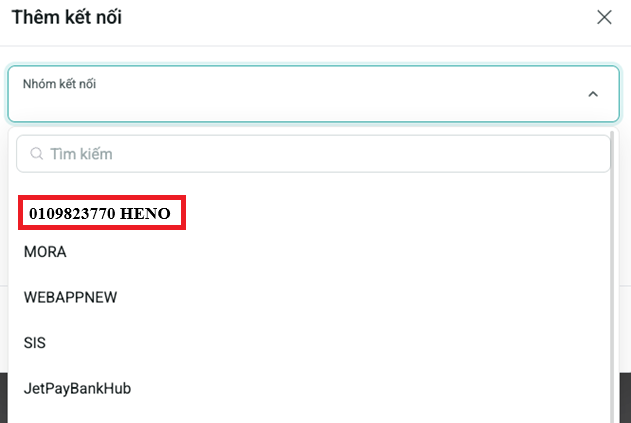 Thêm kết nối
Nhóm kết nối
Tìm kiếm
0109823770 HENO
MORA
WEBAPPNEW
SIS
JetPayBankHub